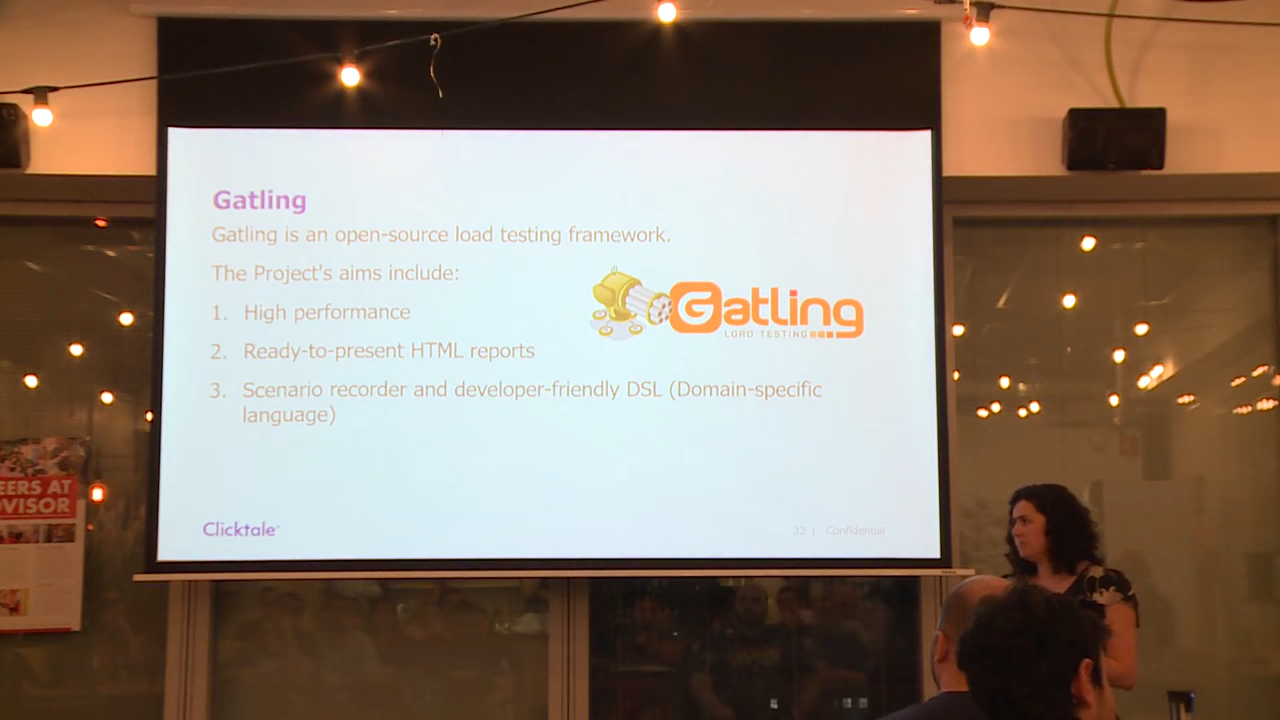 Gatling
Gatling is an open-source load testing framework.
The Project's aims include:
1. High performance
2. Ready-to-present HTML reports
3. Scenario recorder and developer-friendly DSL (Domain-specific
language)
Gatling
LOAD TESTING
Clicktale
32 | Confidential
EERS AT
OVISOR